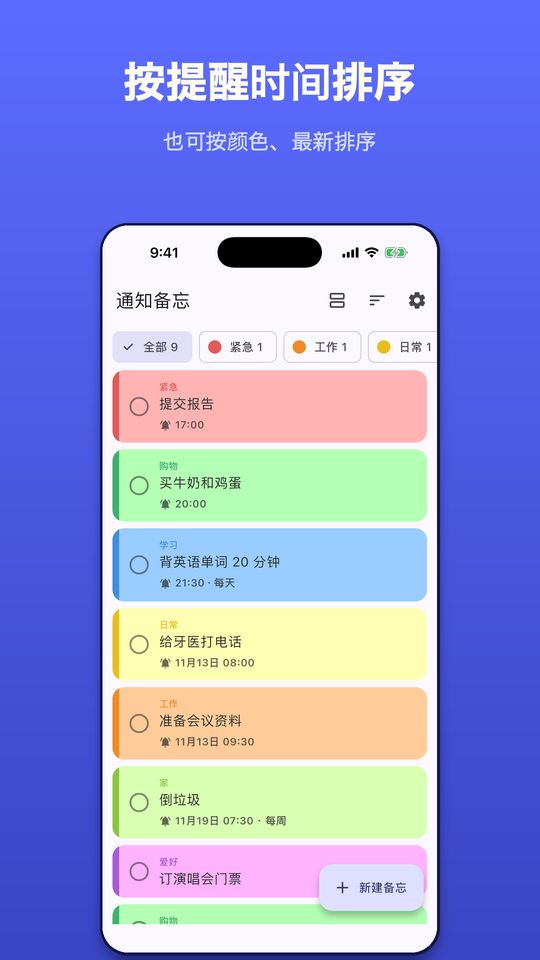 按提醒时间排序
也可按颜色、最新排序
9:41
通知备忘
全部 9
紧急 1
工作 1
日常 1
紧急
提交报告
17:00
购物
买牛奶和鸡蛋
20:00
学习
背英语单词 20 分钟
21:30 · 每天
日常
给牙医打电话
11月13日 08:00
工作
准备会议资料
11月13日 09:30
家
倒垃圾
11月19日 07:30 · 每周
爱好
订演唱会门票
新建备忘
购物